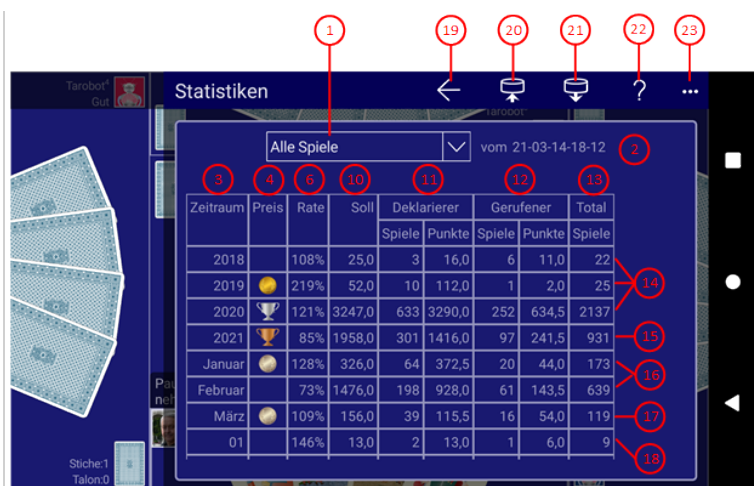 1 19 20 21 22 23
Tarobot⁴
Gut
Statistiken ? ...
Tarobot
Alle Spiele vom 21-03-14-18-12 2
3 4 6 10 11 12 13
Zeitraum Preis Rate Soll Deklarierer Gerufener Total
Spiele Punkte Spiele Punkte Spiele
2018 108% 25,0 3 16,0 6 11,0 22
2019 219% 52,0 10 112,0 1 2,0 25 14
2020 121% 3247,0 633 3290,0 252 634,5 2137
2021 85% 1958,0 301 1416,0 97 241,5 931 15
Januar 128% 326,0 64 372,5 20 44,0 173 16
Februar 73% 1476,0 198 928,0 61 143,5 639
März 109% 156,0 39 115,5 16 54,0 119 17
01 146% 13,0 2 13,0 1 6,0 9 18
Pau
neh
Stiche:1
Talon:0